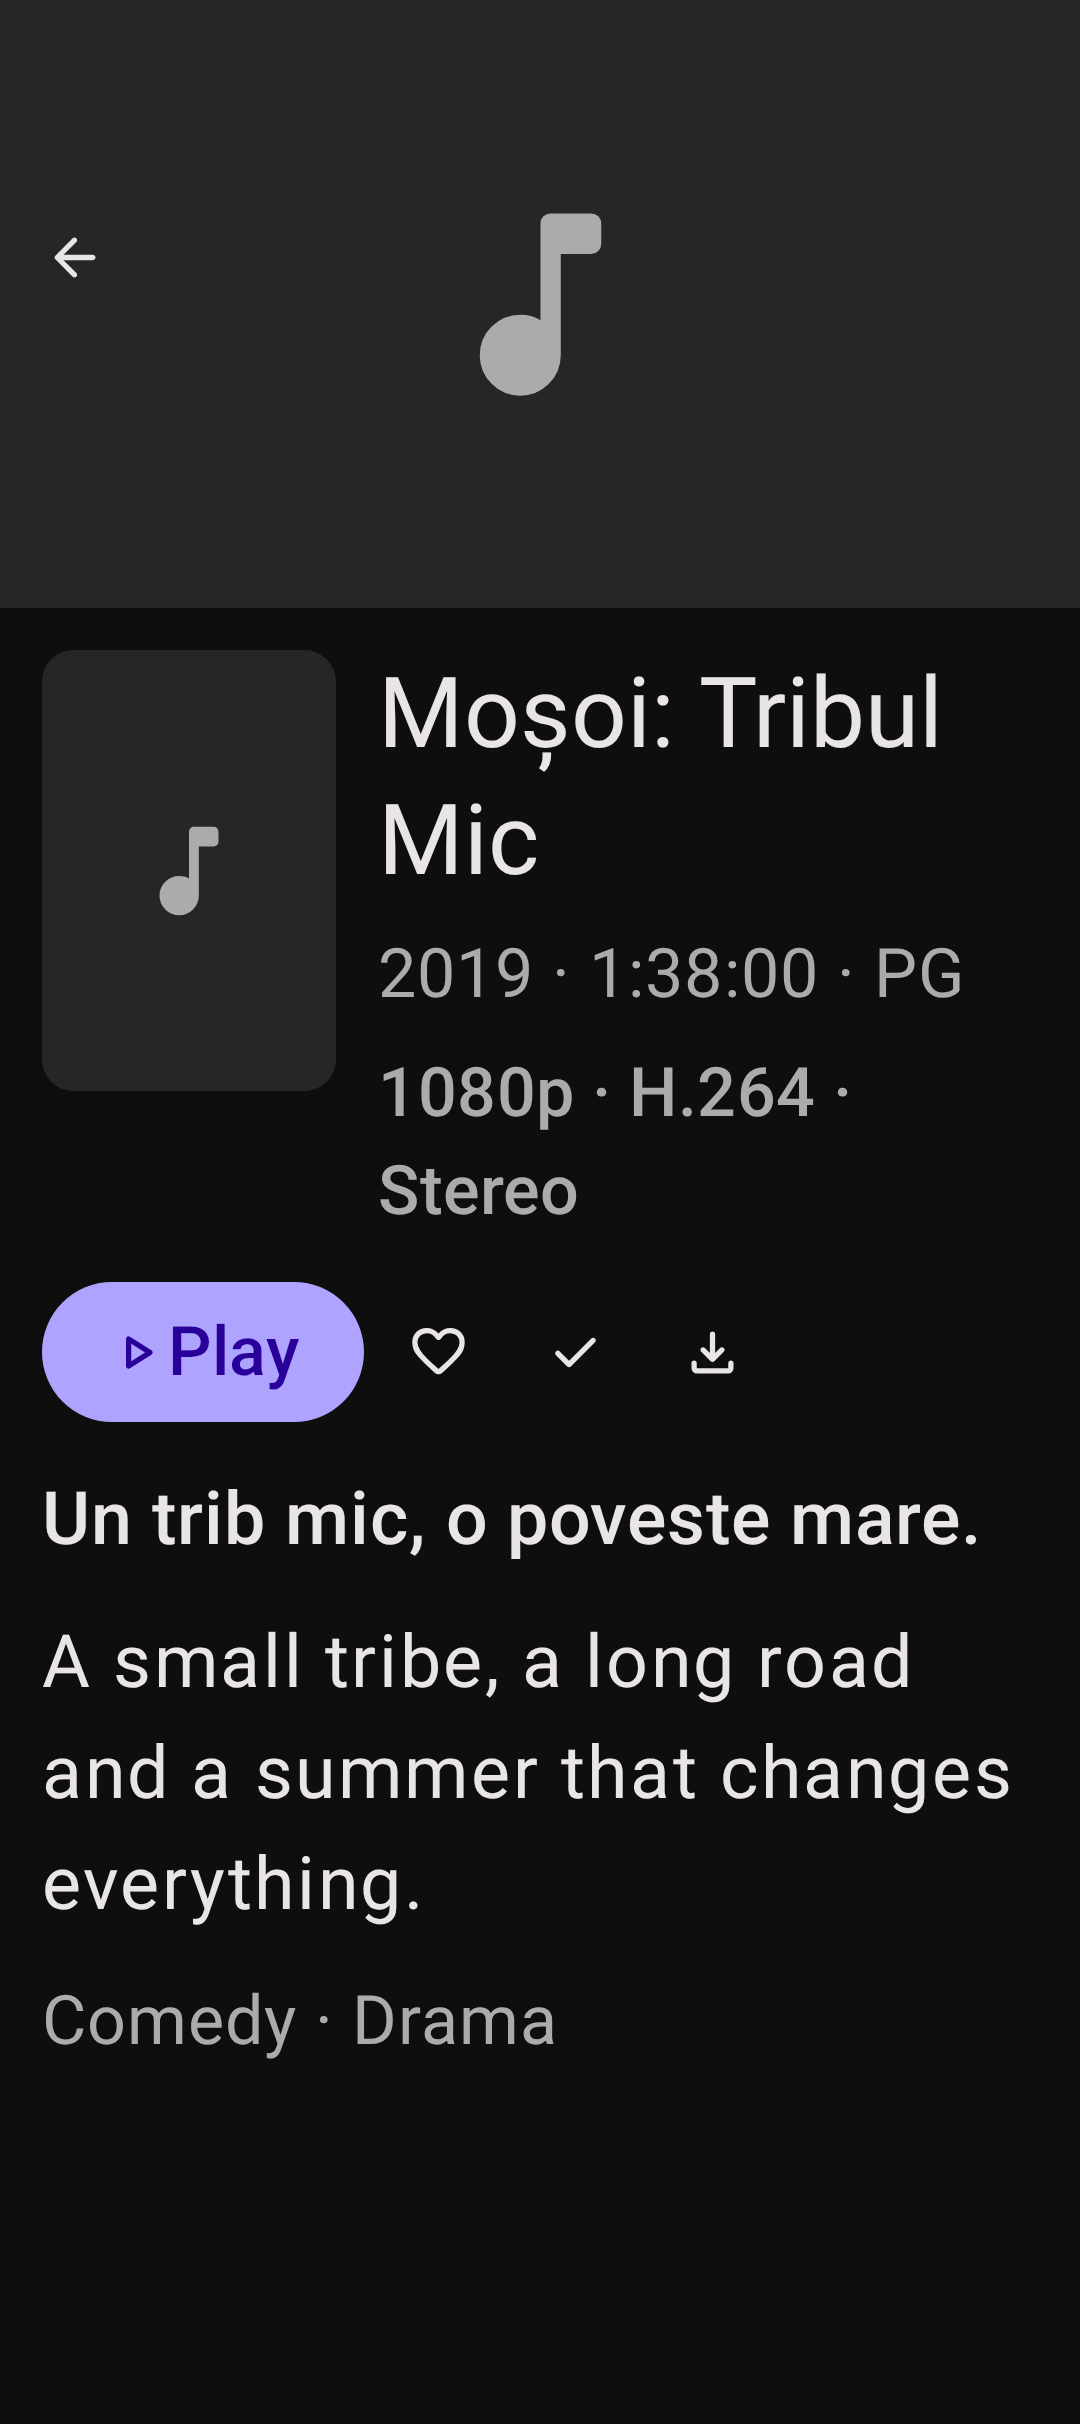 Moșoi: Tribul
Mic
2019 · 1:38:00 · PG
1080p · H.264 ·
Stereo
Play
Un trib mic, o poveste mare.
A small tribe, a long road
and a summer that changes
everything.
Comedy · Drama